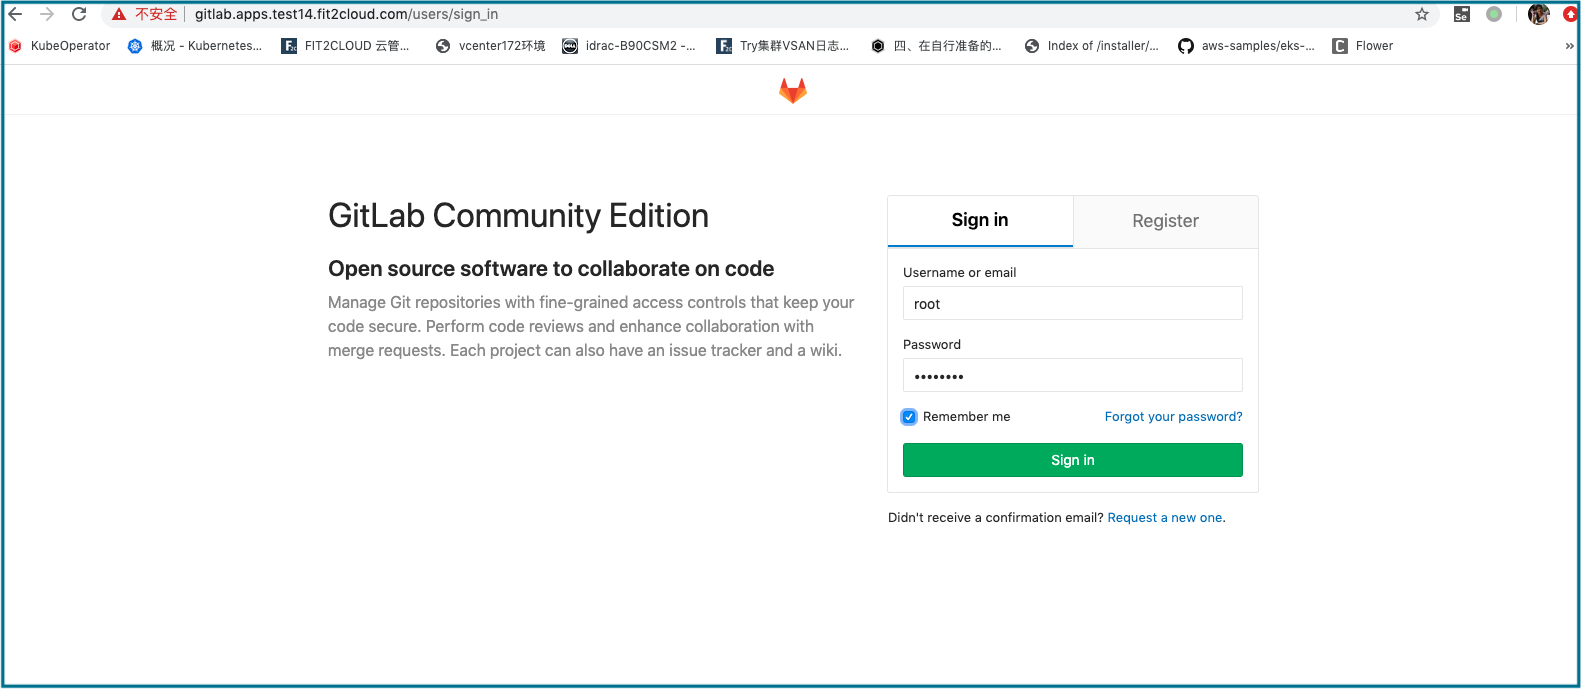 不安全 gitlab.apps.test14.fit2cloud.com/users/sign_in
Se
KubeOperator 概况 - Kubernetes... FIT2CLOUD 云管... vcenter172环境 idrac-B90CSM2 -... Try集群VSAN日志... 四、在自行准备的... Index of /installer/... aws-samples/eks-... Flower »
GitLab Community Edition
Open source software to collaborate on code
Manage Git repositories with fine-grained access controls that keep your
code secure. Perform code reviews and enhance collaboration with
merge requests. Each project can also have an issue tracker and a wiki.
Sign in Register
Username or email
root
Password
••••••••
Remember me Forgot your password?
Sign in
Didn't receive a confirmation email? Request a new one.